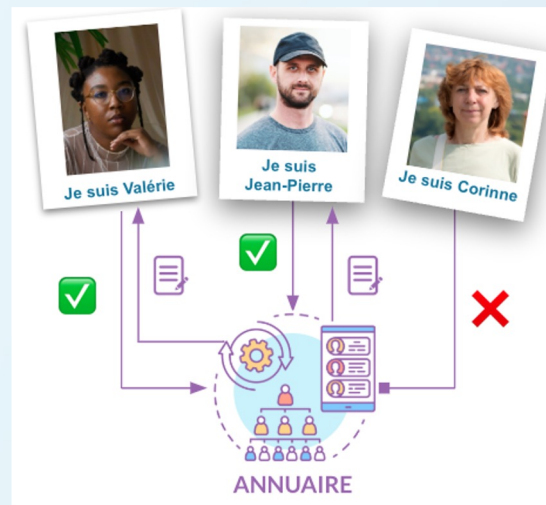 Je suis Valérie
Je suis
Jean-Pierre
Je suis Corinne
ANNUAIRE